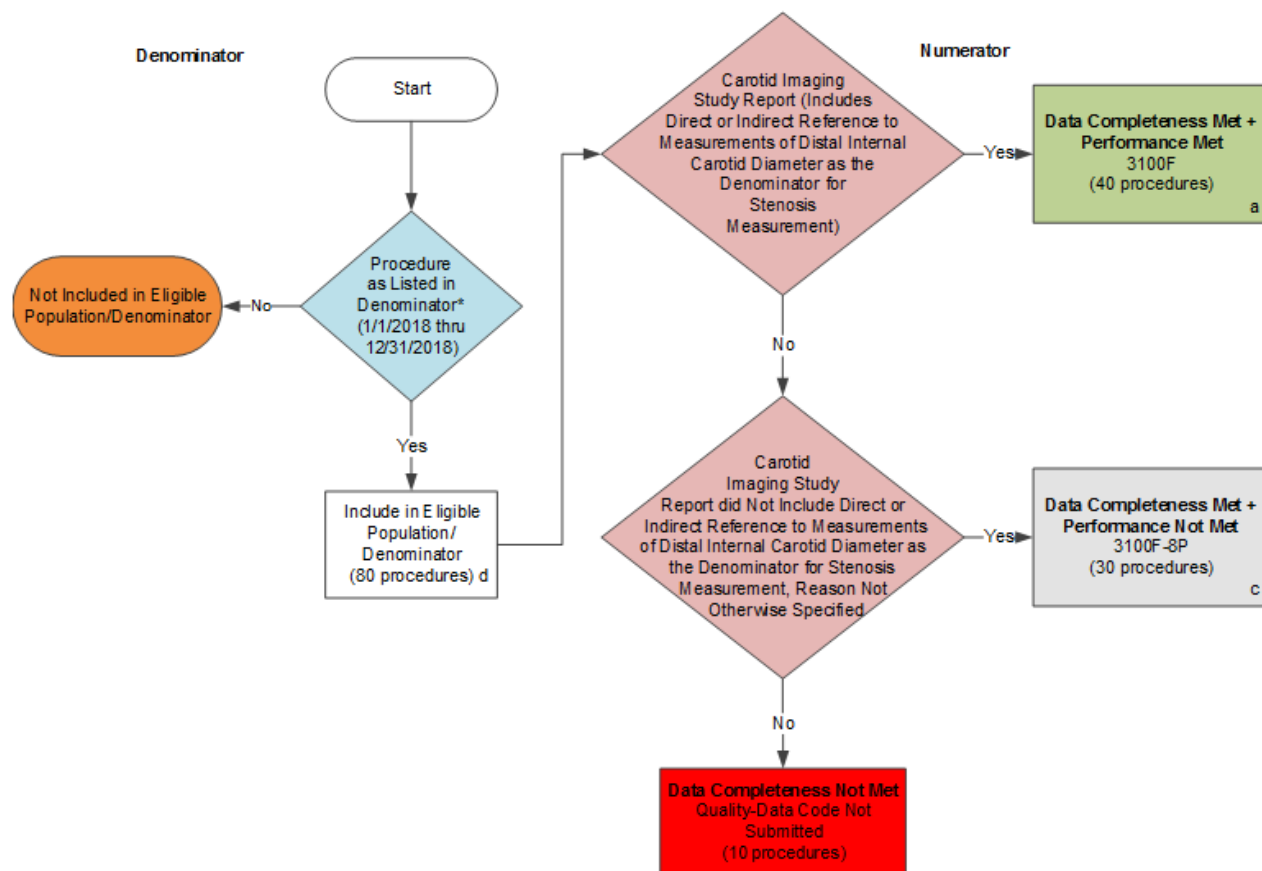 Denominator
Numerator
Start
Procedure
as Listed in
Denominator*
(1/1/2018 thru
12/31/2018)
No
Not Included in Eligible
Population/Denominator
Yes
Include in Eligible
Population/
Denominator
(80 procedures) d
Carotid Imaging
Study Report (Includes
Direct or Indirect Reference to
Measurements of Distal Internal
Carotid Diameter as the
Denominator for
Stenosis
Measurement)
Yes
Data Completeness Met +
Performance Met
3100F
(40 procedures)
a
No
Carotid
Imaging Study
Report did Not Include Direct or
Indirect Reference to Measurements
of Distal Internal Carotid Diameter as
the Denominator for Stenosis
Measurement, Reason Not
Otherwise Specified
Yes
Data Completeness Met +
Performance Not Met
3100F-8P
(30 procedures)
c
No
Data Completeness Not Met
Quality-Data Code Not
Submitted
(10 procedures)